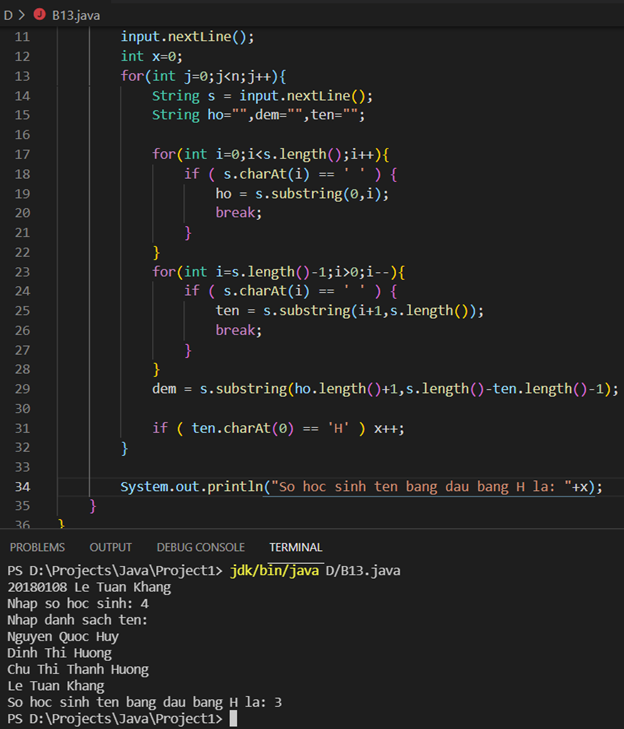 D > J B13.java
11 input.nextLine();
12 int x=0;
13 for(int j=0;j<n;j++){
14 String s = input.nextLine();
15 String ho="",dem="",ten="";
16
17 for(int i=0;i<s.length();i++){
18 if ( s.charAt(i) == ' ' ) {
19 ho = s.substring(0,i);
20 break;
21 }
22 }
23 for(int i=s.length()-1;i>0;i--){
24 if ( s.charAt(i) == ' ' ) {
25 ten = s.substring(i+1,s.length());
26 break;
27 }
28 }
29 dem = s.substring(ho.length()+1,s.length()-ten.length()-1);
30
31 if ( ten.charAt(0) == 'H' ) x++;
32 }
33
34 System.out.println("So hoc sinh ten bang dau bang H la: "+x);
35 }
36 }
PROBLEMS OUTPUT DEBUG CONSOLE TERMINAL
PS D:\Projects\Java\Project1> jdk/bin/java D/B13.java
20180108 Le Tuan Khang
Nhap so hoc sinh: 4
Nhap danh sach ten:
Nguyen Quoc Huy
Dinh Thi Huong
Chu Thi Thanh Huong
Le Tuan Khang
So hoc sinh ten bang dau bang H la: 3
PS D:\Projects\Java\Project1>